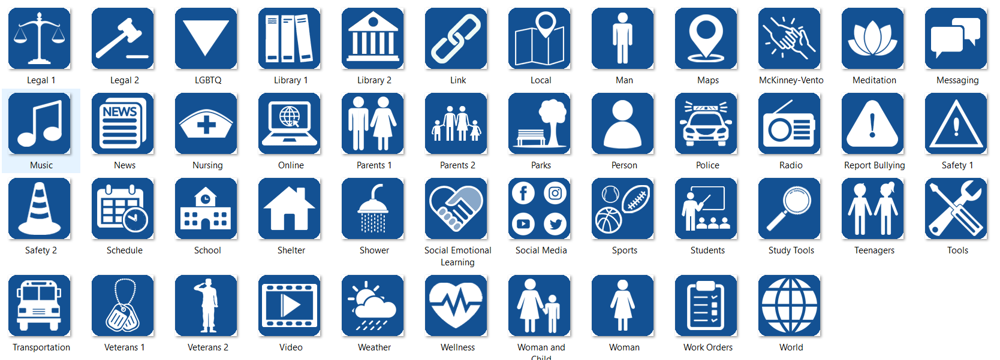 Legal 1
Legal 2
LGBTQ
Library 1
Library 2
Link
Local
Man
Maps
McKinney-Vento
Meditation
Messaging
NEWS
Music
News
Nursing
Online
Parents 1
Parents 2
Parks
Person
Police
Radio
Report Bullying
Safety 1
Safety 2
Schedule
School
Shelter
Shower
Social Emotional
Learning
Social Media
Sports
Students
Study Tools
Teenagers
Tools
Transportation
Veterans 1
Veterans 2
Video
Weather
Wellness
Woman and
Child
Woman
Work Orders
World